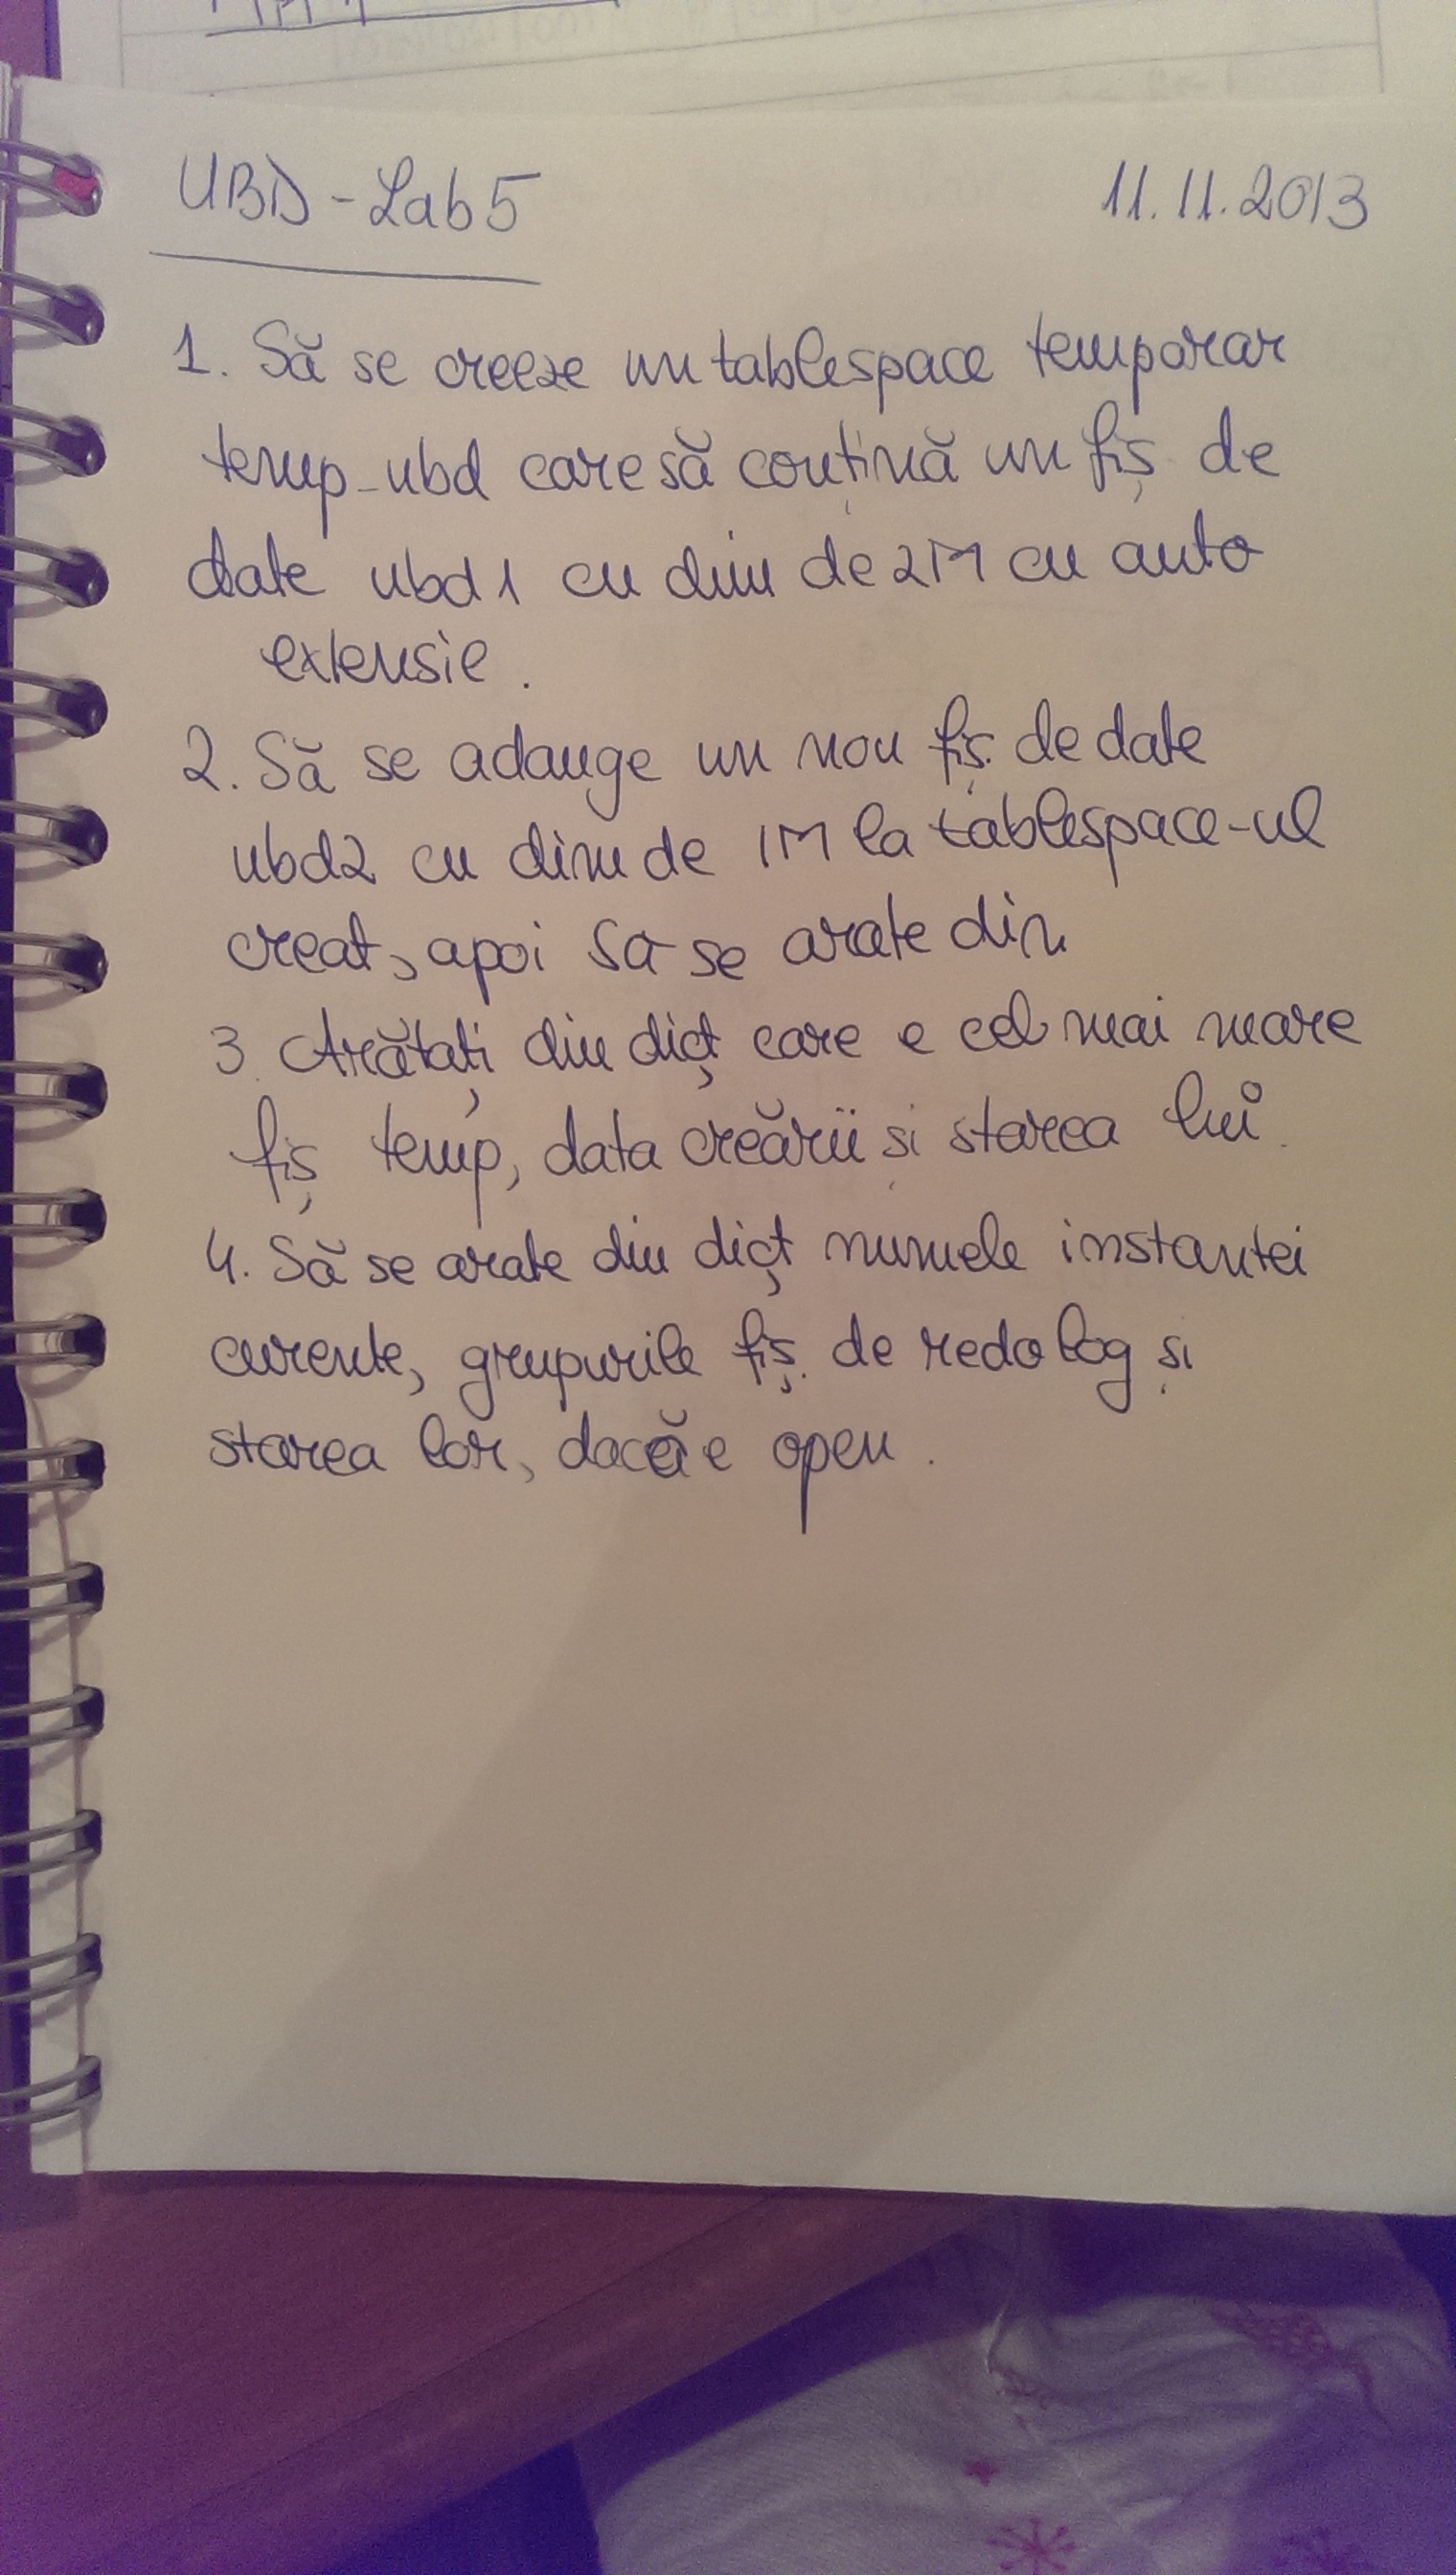 UBD - Lab 5 11.11.2013
1. Să se creeze un tablespace temporar
temp_ubd care să conțină un fiș de
date ubd1 cu dim de 2M cu auto
extensie.
2. Să se adauge un nou fiș. de date
ubd2 cu dim de 1M la tablespace-ul
creat, apoi sa se arate din
3. Arătați din dicț care e cel mai mare
fiș temp, data creării și starea lui.
4. Să se arate din dicț numele instantei
curente, grupurile fiș. de redo log și
starea lor, dacă e open.